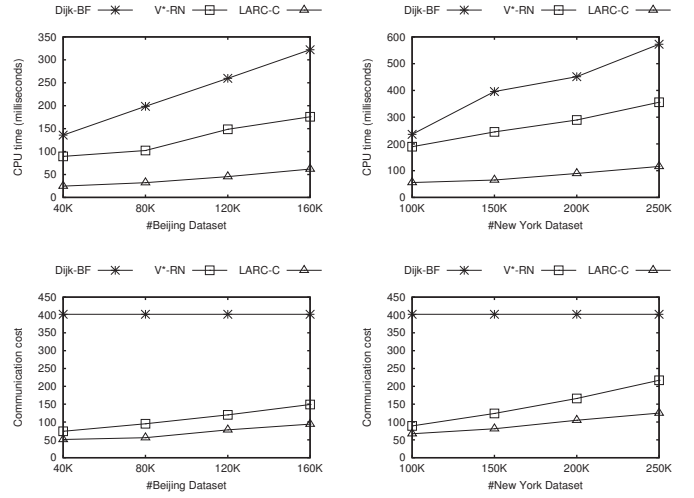 Dijk-BF V*-RN LARC-C
350
300
250
200
150
100
50
0
CPU time (milliseconds)
40K 80K 120K 160K
#Beijing Dataset
Dijk-BF V*-RN LARC-C
600
500
400
300
200
100
0
CPU time (milliseconds)
100K 150K 200K 250K
#New York Dataset
Dijk-BF V*-RN LARC-C
450
400
350
300
250
200
150
100
50
0
Communication cost
40K 80K 120K 160K
#Beijing Dataset
Dijk-BF V*-RN LARC-C
450
400
350
300
250
200
150
100
50
0
Communication cost
100K 150K 200K 250K
#New York Dataset